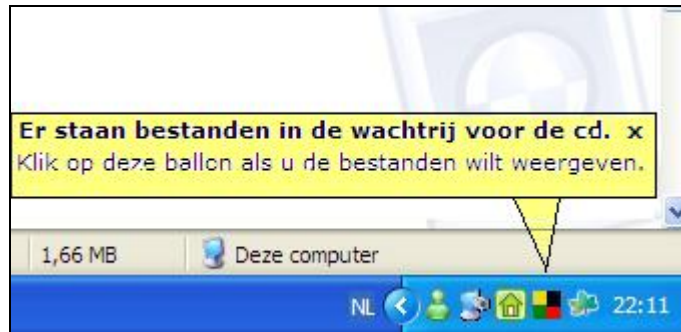 Er staan bestanden in de wachtrij voor de cd. x
Klik op deze ballon als u de bestanden wilt weergeven.
1,66 MB Deze computer
NL 22:11